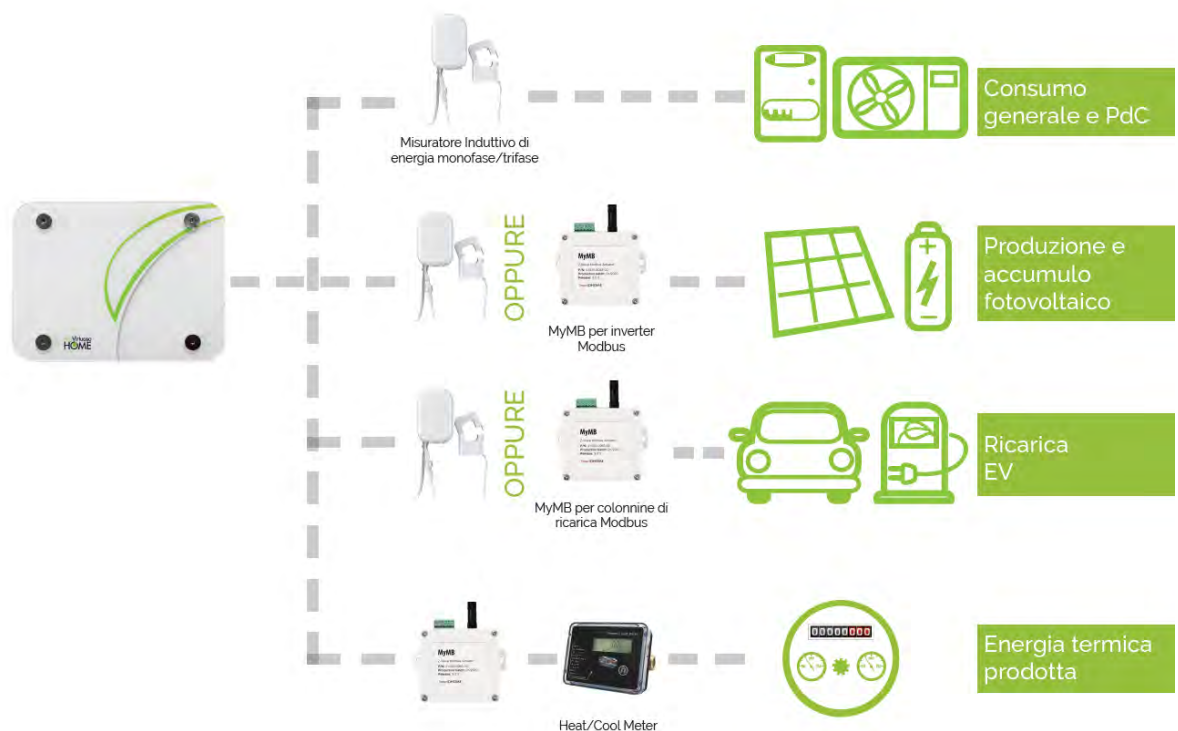 Misuratore Induttivo di
energia monofase/trifase
Consumo
generale e PdC
Virtuoso
HOME
OPPURE
MyMB
MyMB per inverter
Modbus
Produzione e
accumulo
fotovoltaico
OPPURE
MyMB
MyMB per colonnine di
ricarica Modbus
Ricarica
EV
MyMB
Heat/Cool Meter
Energia termica
prodotta